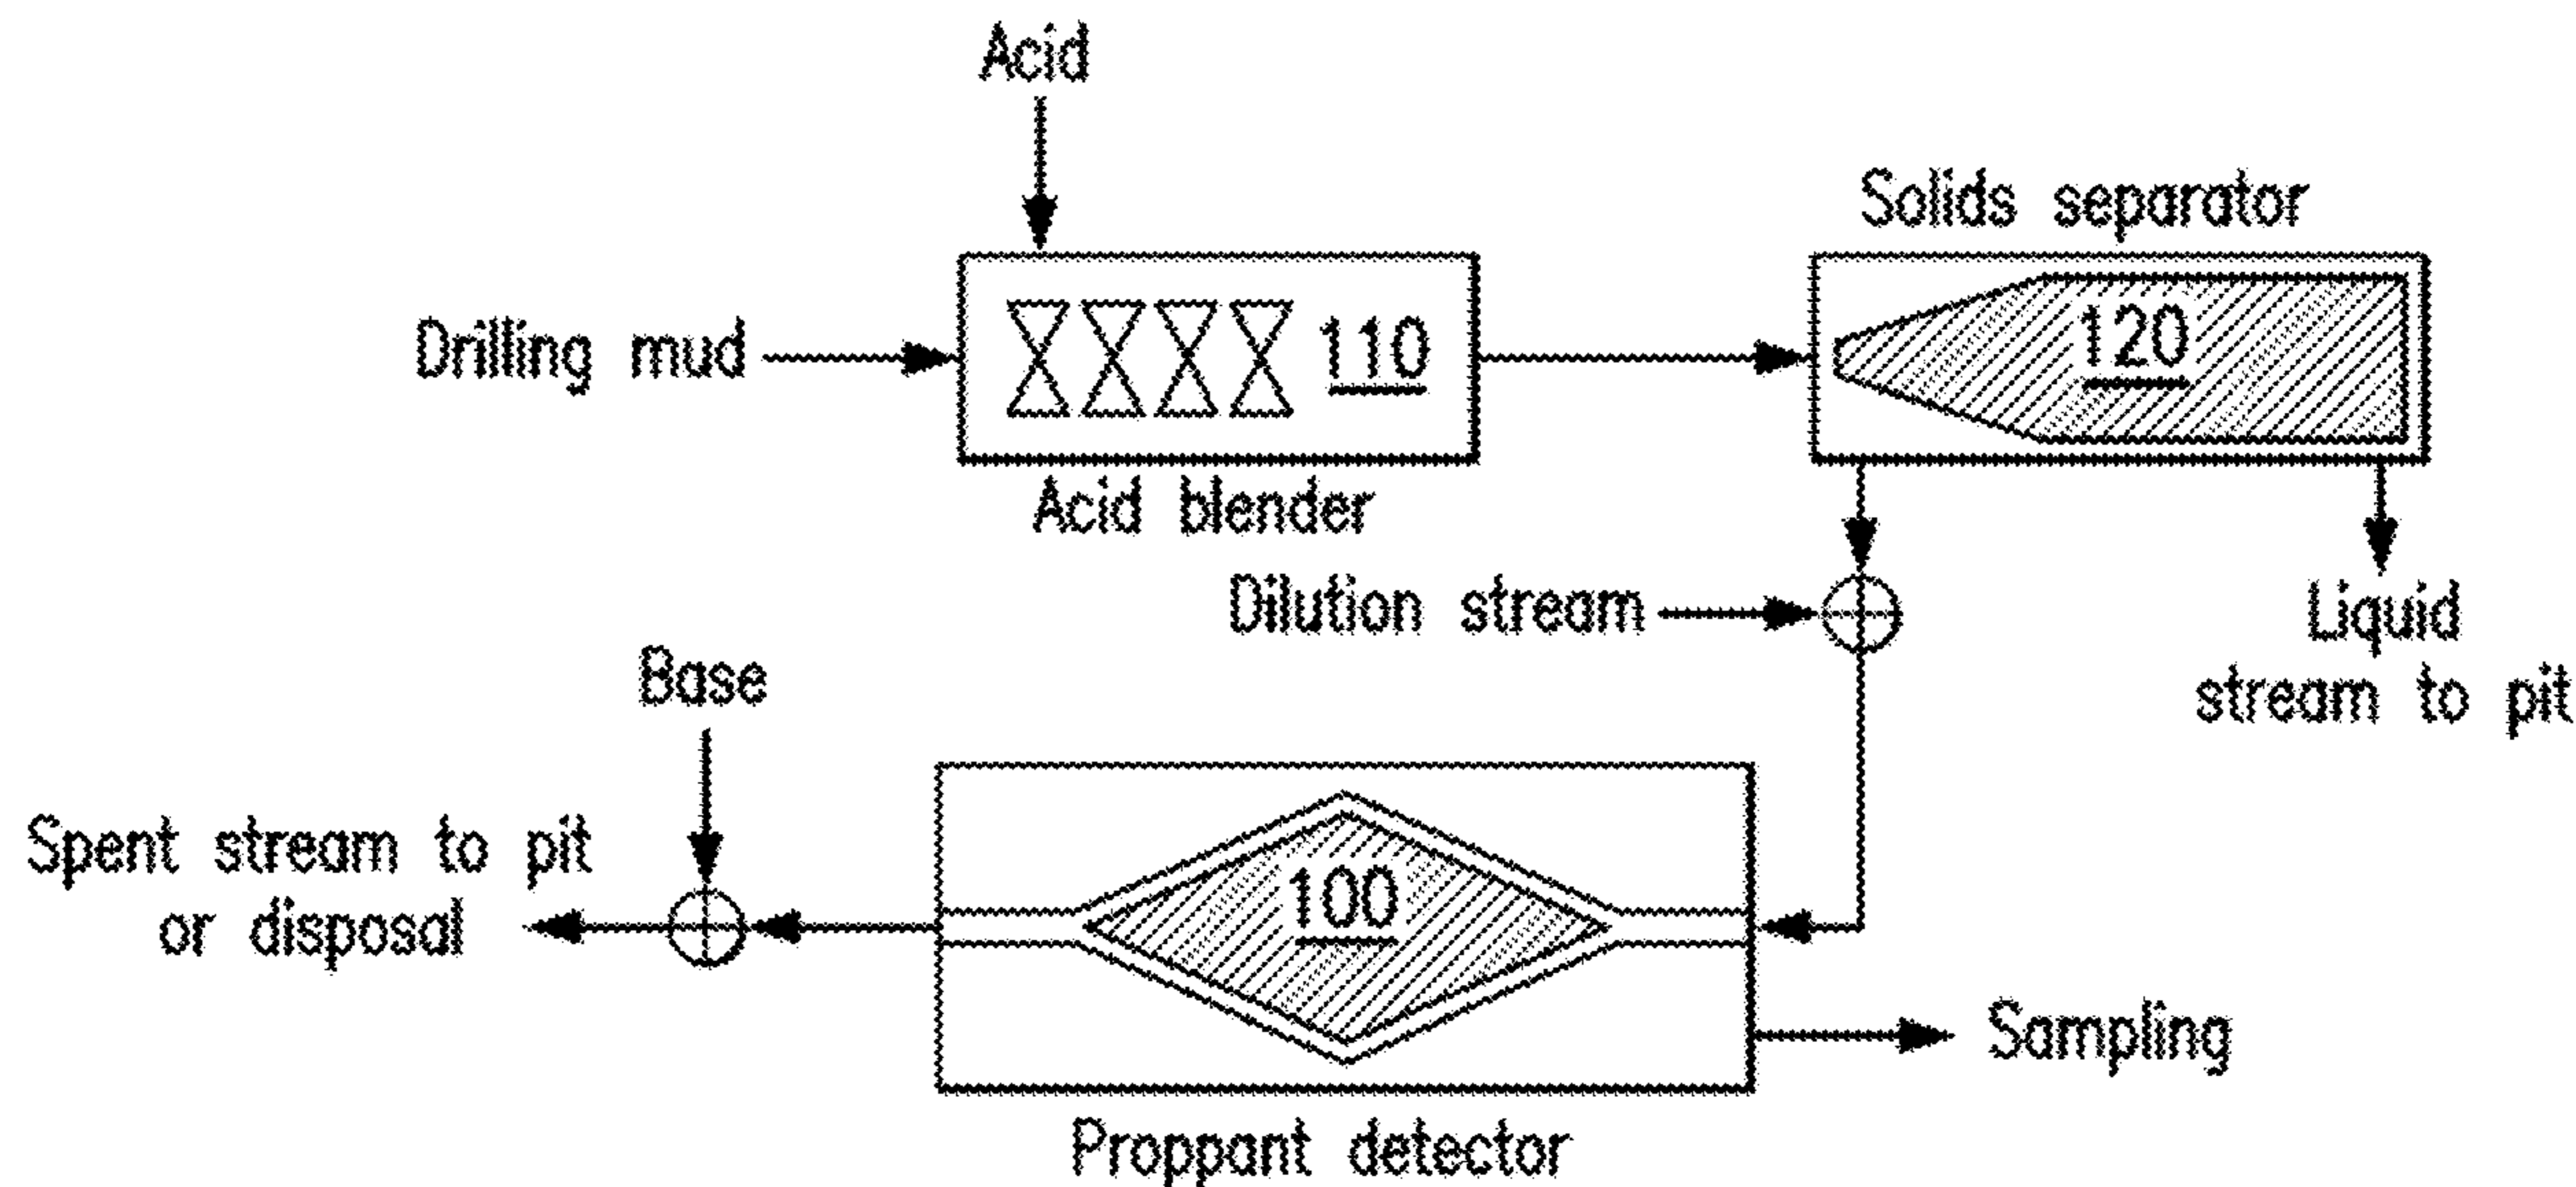 Acid
Solids separator
Drilling mud
110
120
Acid blender
Dilution stream
Liquid
stream to pit
Base
Spent stream to pit
or disposal
100
Sampling
Proppant detector